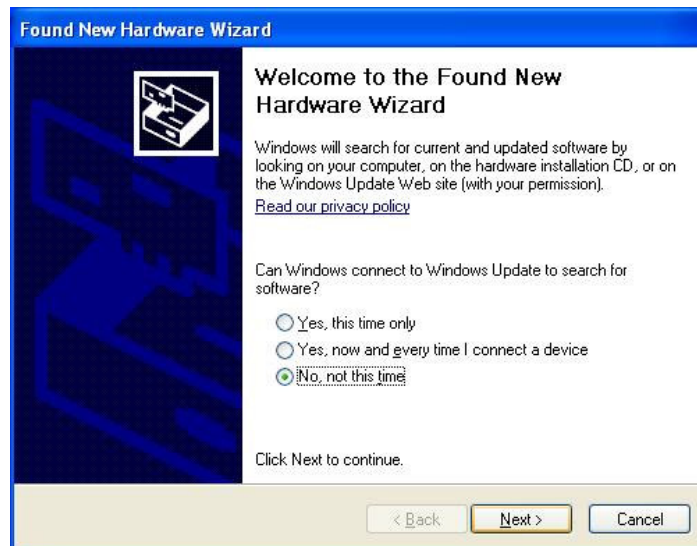 Found New Hardware Wizard
Welcome to the Found New
Hardware Wizard
Windows will search for current and updated software by
looking on your computer, on the hardware installation CD, or on
the Windows Update Web site (with your permission).
Read our privacy policy
Can Windows connect to Windows Update to search for
software?
Yes, this time only
Yes, now and every time I connect a device
No, not this time
Click Next to continue.
< Back Next > Cancel